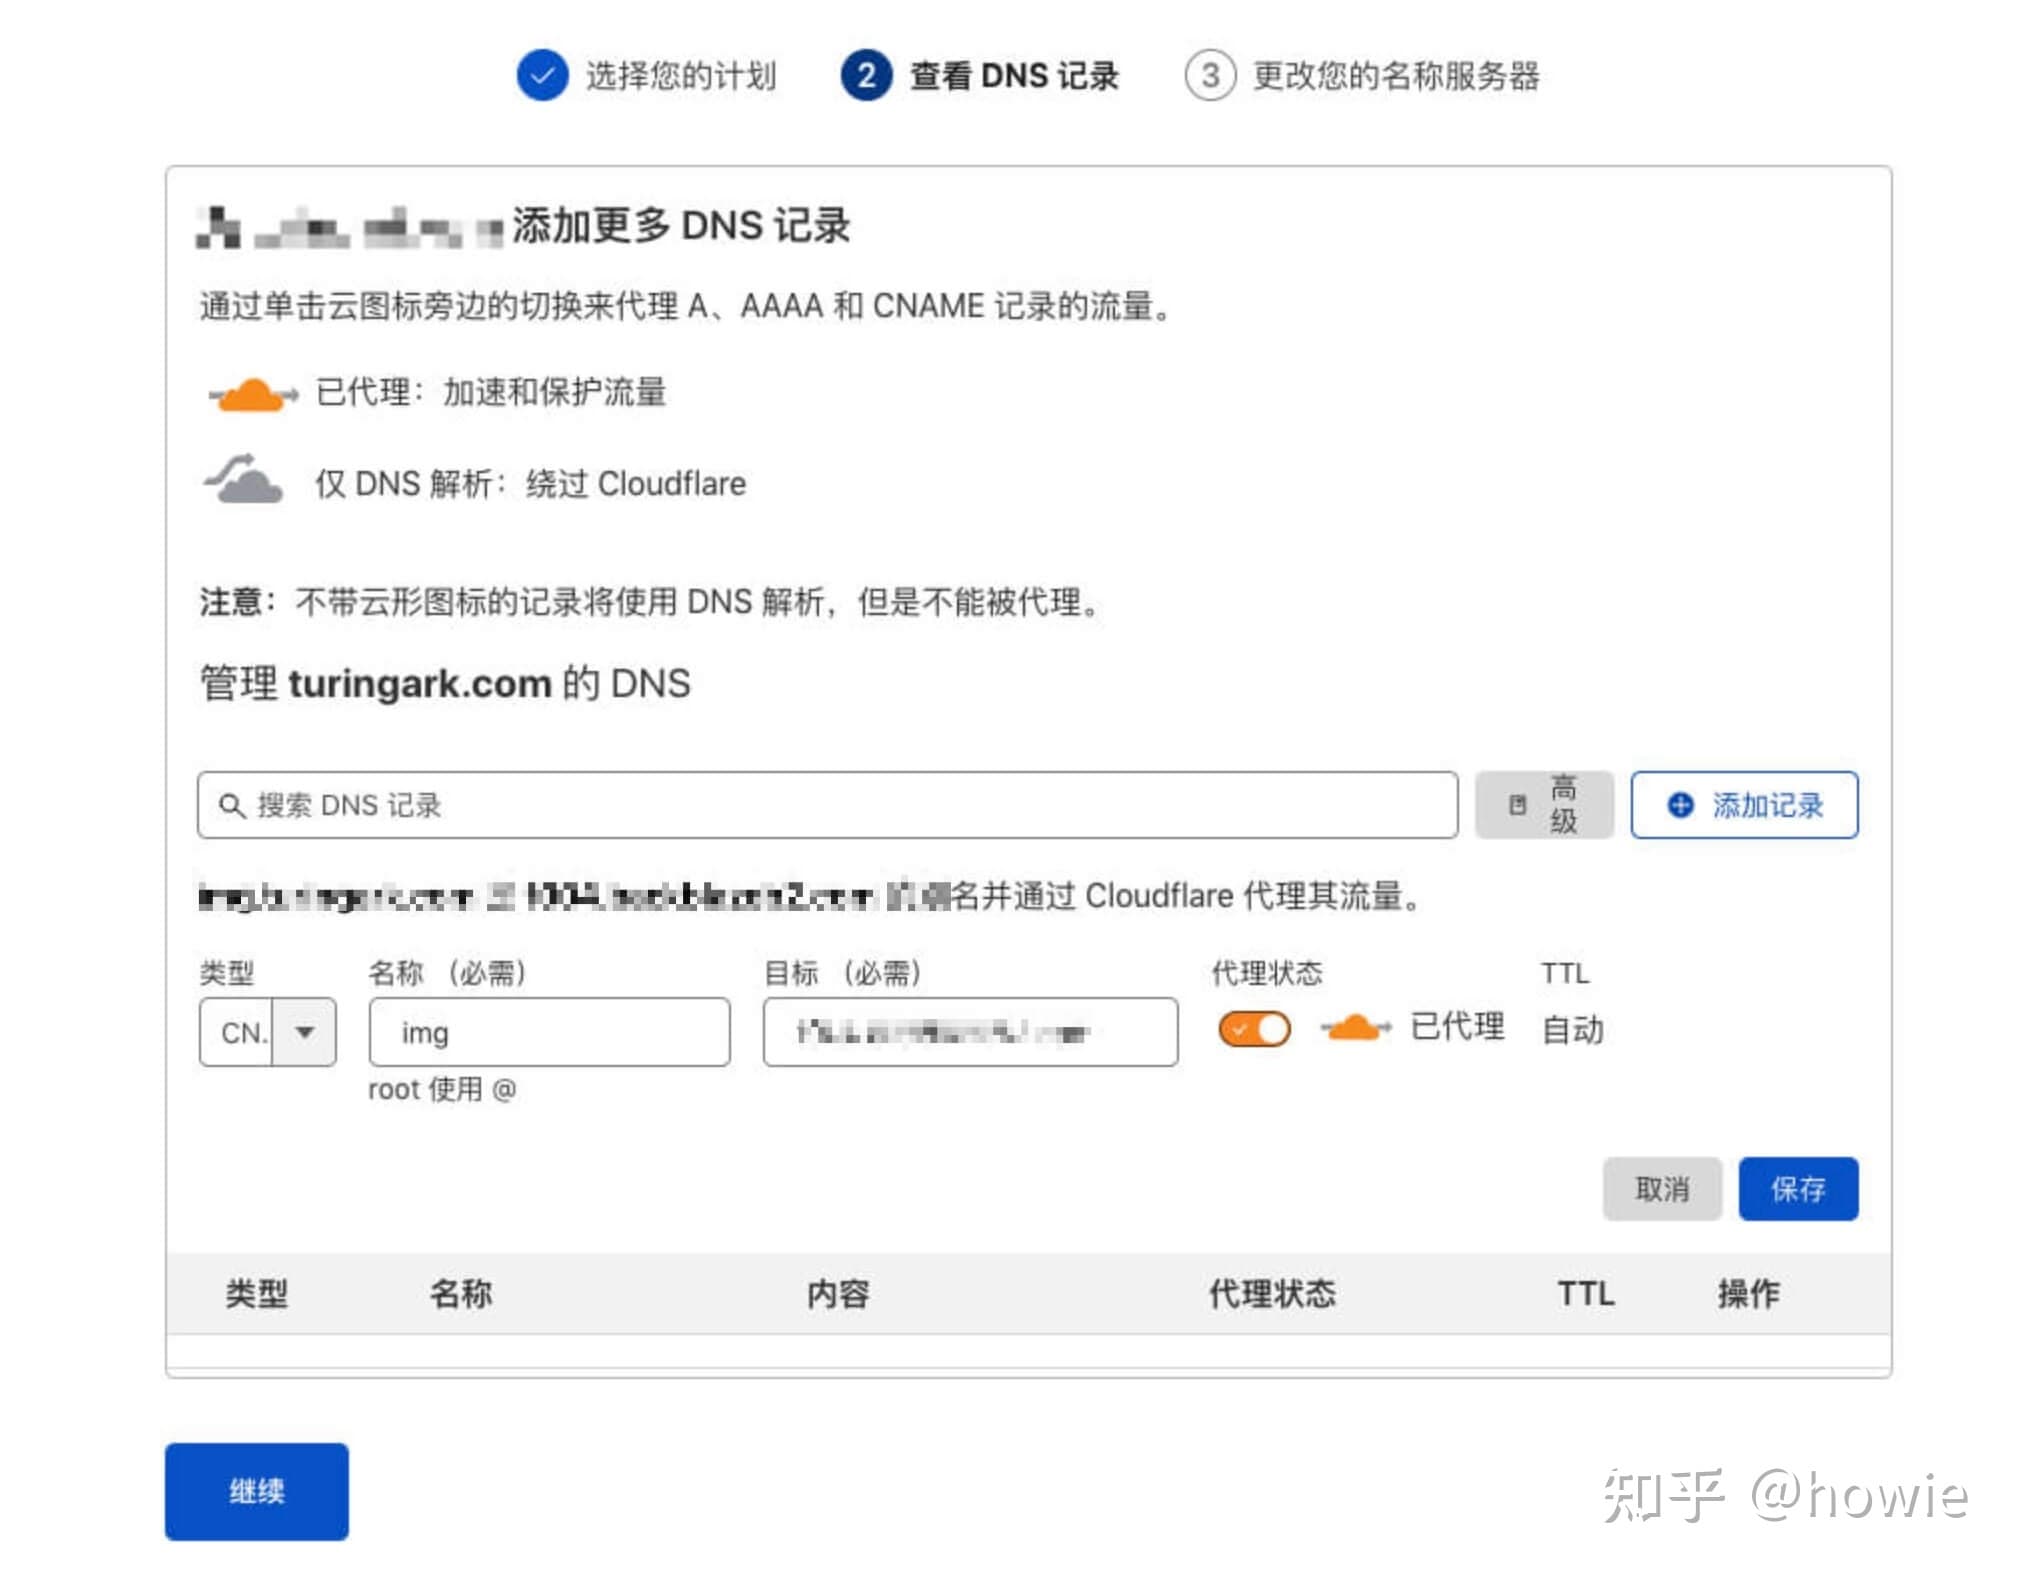 选择您的计划
2 查看 DNS 记录
3 更改您的名称服务器
添加更多 DNS 记录
通过单击云图标旁边的切换来代理 A、AAAA 和 CNAME 记录的流量。
已代理：加速和保护流量
仅 DNS 解析：绕过 Cloudflare
注意：不带云形图标的记录将使用 DNS 解析，但是不能被代理。
管理 turingark.com 的 DNS
搜索 DNS 记录
高级
添加记录
名并通过 Cloudflare 代理其流量。
类型 名称 （必需） 目标 （必需） 代理状态 TTL
CN. img 已代理 自动
root 使用 @
取消 保存
类型 名称 内容 代理状态 TTL 操作
继续
知乎 @howie